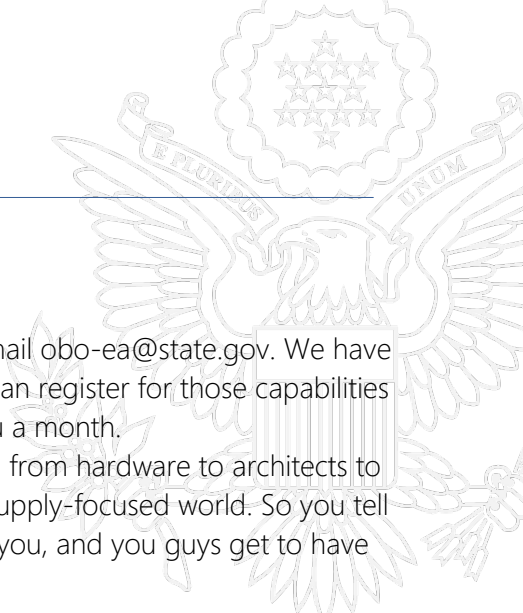 E PLURIBUS
UNUM
mail obo-ea@state.gov. We have
an register for those capabilities
u a month.
from hardware to architects to
upply-focused world. So you tell
you, and you guys get to have